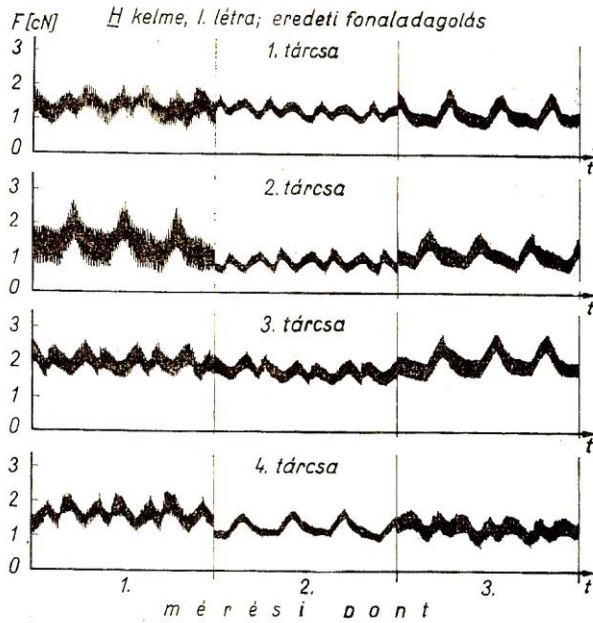 F [cN] H kelme, I. létra; eredeti fonaladagolás
1. tárcsa
3
2
1
0
t
2. tárcsa
3
2
1
0
t
3. tárcsa
3
2
1
0
t
4. tárcsa
3
2
1
0
t
1. 2. 3.
mérési pont